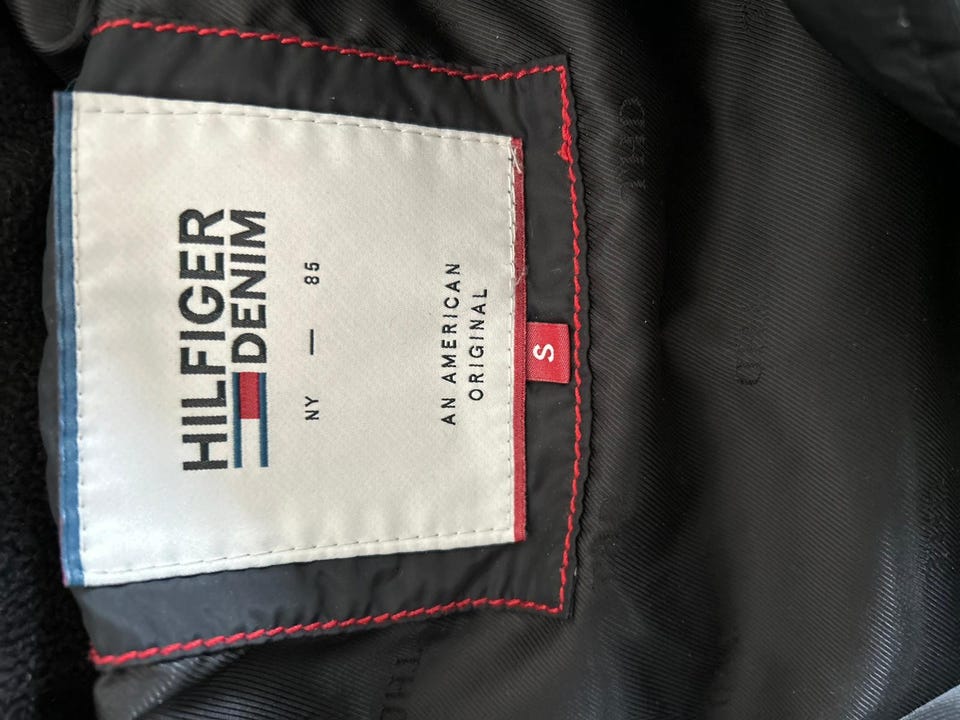 HILFIGER
DENIM
NY — 85
AN AMERICAN
ORIGINAL
S